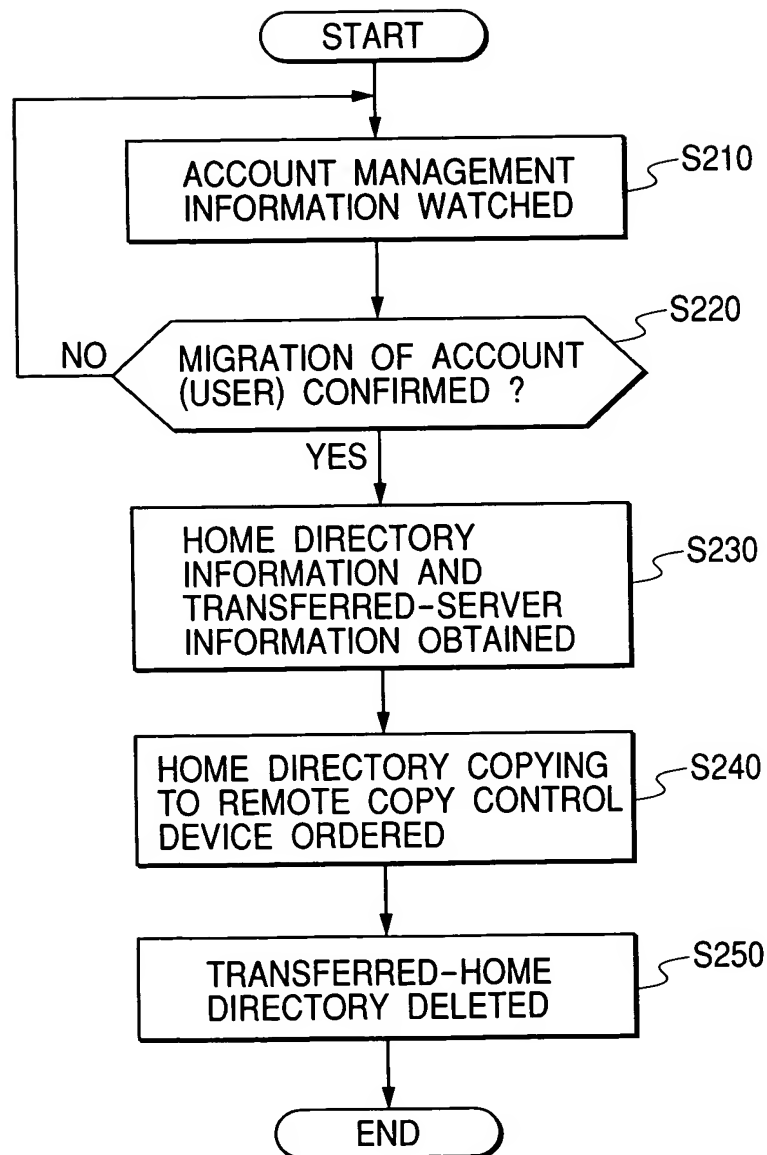 START
ACCOUNT MANAGEMENT
INFORMATION WATCHED
S210
MIGRATION OF ACCOUNT
(USER) CONFIRMED ?
S220
NO
YES
HOME DIRECTORY
INFORMATION AND
TRANSFERRED-SERVER
INFORMATION OBTAINED
S230
HOME DIRECTORY COPYING
TO REMOTE COPY CONTROL
DEVICE ORDERED
S240
TRANSFERRED-HOME
DIRECTORY DELETED
S250
END